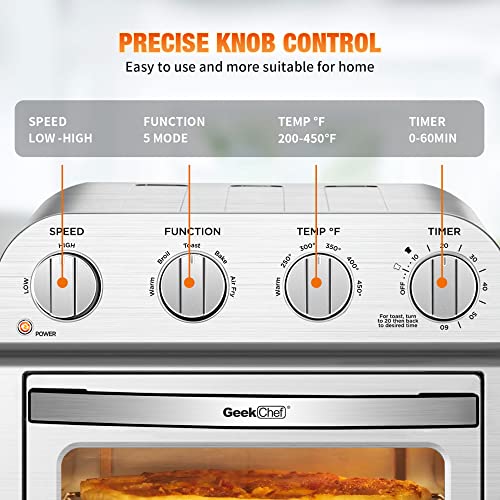 PRECISE KNOB CONTROL
Easy to use and more suitable for home
SPEED
LOW -HIGH
FUNCTION
5 MODE
TEMP °F
200-450°F
TIMER
0-60MIN
SPEED
LOW
HIGH
POWER
FUNCTION
Warm
Broil
Toast
Bake
Air Fry
TEMP °F
Warm
250°
300°
350°
400°
450°
TIMER
OFF
10
20
30
40
50
60
For toast, turn
to 20 then back
to desired time
GeekChef®